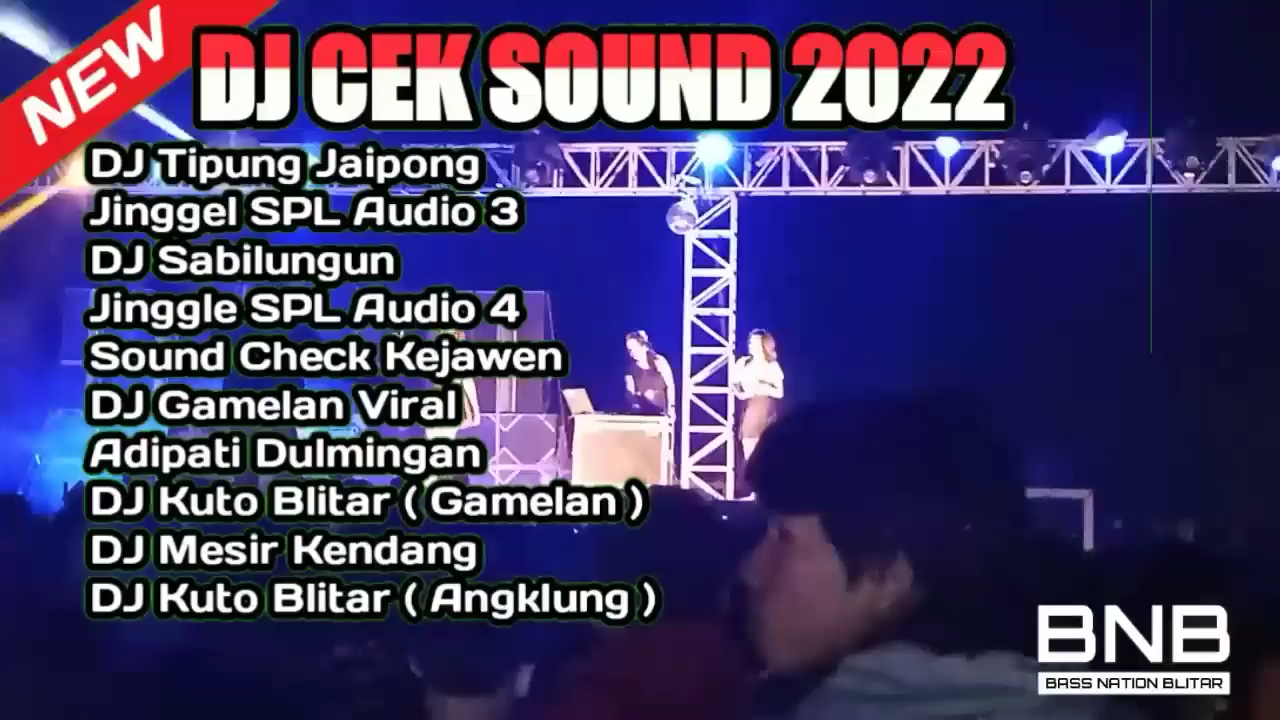 NEW
DJ CEK SOUND 2022
DJ Tipung Jaipong
Jinggel SPL Audio 3
DJ Sabilungun
Jinggle SPL Audio 4
Sound Check Kejawen
DJ Gamelan Viral
Adipati Dulmingan
DJ Kuto Blitar ( Gamelan )
DJ Mesir Kendang
DJ Kuto Blitar ( Angklung )
BNB
BASS NATION BLITAR